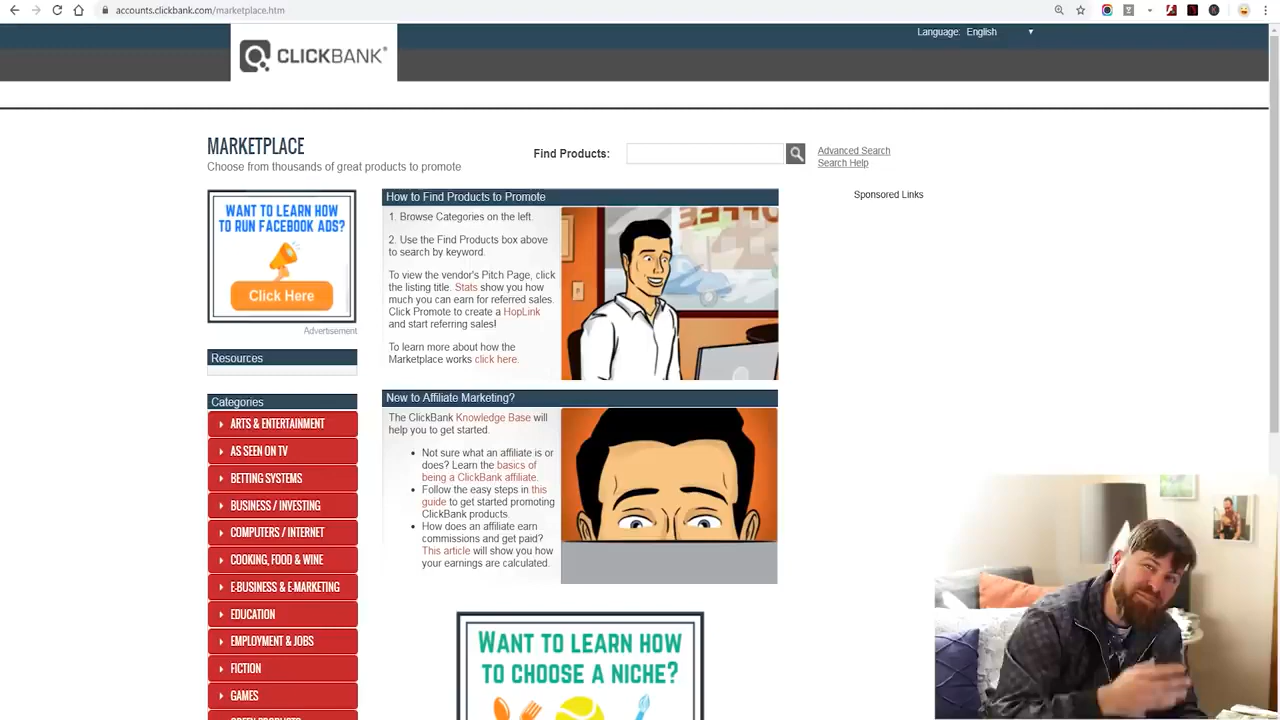 accounts.clickbank.com/marketplace.htm
Language: English
CLICKBANK®
MARKETPLACE
Choose from thousands of great products to promote
Find Products:
Advanced Search
Search Help
WANT TO LEARN HOW
TO RUN FACEBOOK ADS?
Click Here
Advertisement
Resources
Categories
ARTS & ENTERTAINMENT
AS SEEN ON TV
BETTING SYSTEMS
BUSINESS / INVESTING
COMPUTERS / INTERNET
COOKING, FOOD & WINE
E-BUSINESS & E-MARKETING
EDUCATION
EMPLOYMENT & JOBS
FICTION
GAMES
GREEN PRODUCTS
How to Find Products to Promote
1. Browse Categories on the left.
2. Use the Find Products box above
to search by keyword.
To view the vendor's Pitch Page, click
the listing title. Stats show you how
much you can earn for referred sales.
Click Promote to create a HopLink
and start referring sales!
To learn more about how the
Marketplace works click here.
COFFEE
New to Affiliate Marketing?
The ClickBank Knowledge Base will
help you to get started.
Not sure what an affiliate is or
does? Learn the basics of
being a ClickBank affiliate.
Follow the easy steps in this
guide to get started promoting
ClickBank products.
How does an affiliate earn
commissions and get paid?
This article will show you how
your earnings are calculated.
WANT TO LEARN HOW
TO CHOOSE A NICHE?
Sponsored Links